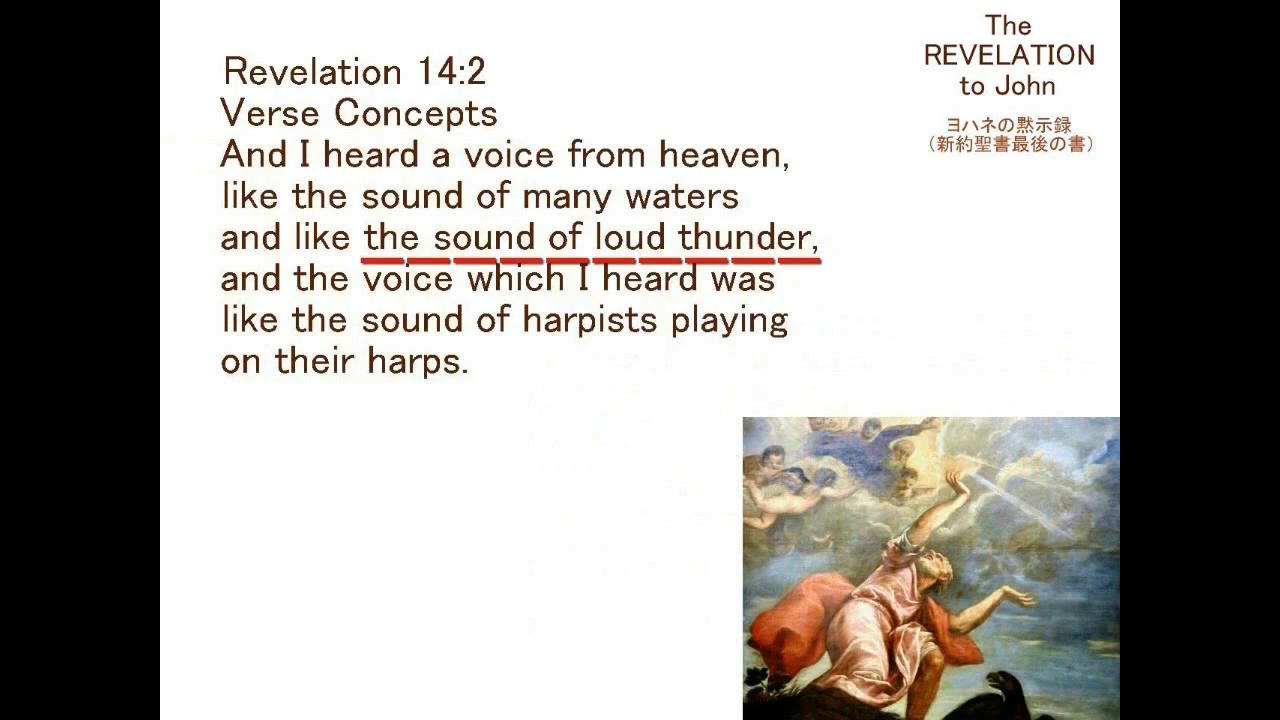 The
REVELATION
to John
ヨハネの黙示録
（新約聖書最後の書）
Revelation 14:2
Verse Concepts
And I heard a voice from heaven,
like the sound of many waters
and like the sound of loud thunder,
and the voice which I heard was
like the sound of harpists playing
on their harps.